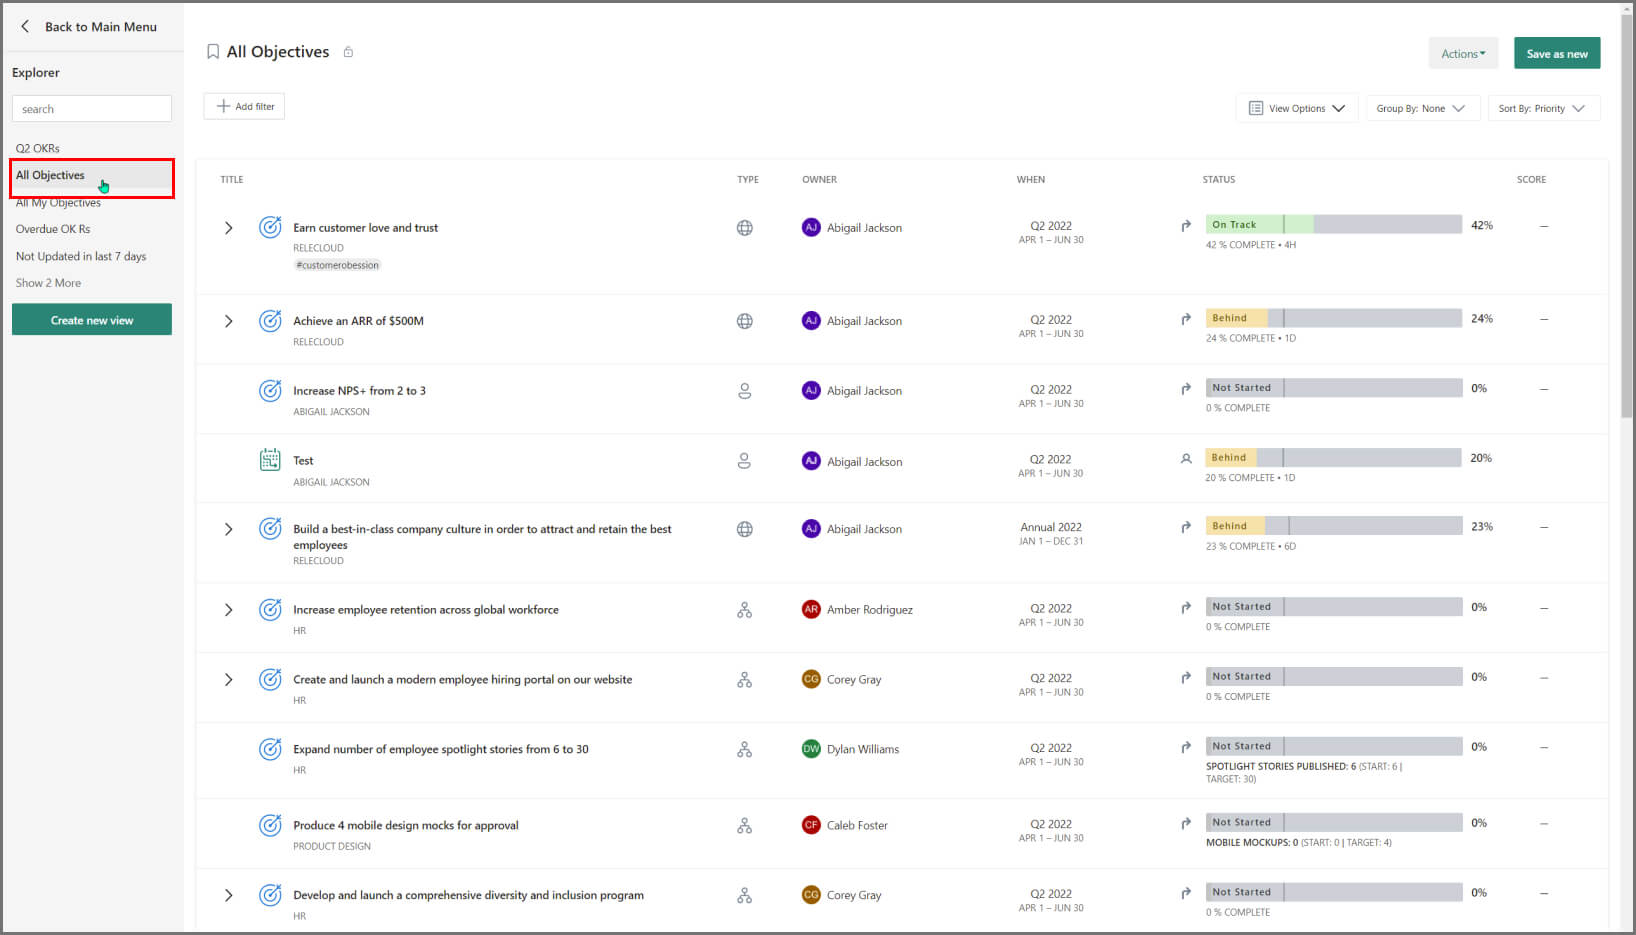 Back to Main Menu
Explorer
search
Q2 OKRs
All Objectives
All My Objectives
Overdue OK Rs
Not Updated in last 7 days
Show 2 More
Create new view
All Objectives
Actions
Save as new
Add filter
View Options
Group By: None
Sort By: Priority
TITLE TYPE OWNER WHEN STATUS SCORE
Earn customer love and trust
RELECLOUD
#customerobession
AJ Abigail Jackson
Q2 2022
APR 1 – JUN 30
On Track 42% —
42 % COMPLETE • 4H
Achieve an ARR of $500M
RELECLOUD
AJ Abigail Jackson
Q2 2022
APR 1 – JUN 30
Behind 24% —
24 % COMPLETE • 1D
Increase NPS+ from 2 to 3
ABIGAIL JACKSON
AJ Abigail Jackson
Q2 2022
APR 1 – JUN 30
Not Started 0% —
0 % COMPLETE
Test
ABIGAIL JACKSON
AJ Abigail Jackson
Q2 2022
APR 1 – JUN 30
Behind 20%
20 % COMPLETE • 1D
Build a best-in-class company culture in order to attract and retain the best
employees
RELECLOUD
AJ Abigail Jackson
Annual 2022
JAN 1 – DEC 31
Behind 23% —
23 % COMPLETE • 6D
Increase employee retention across global workforce
HR
AR Amber Rodriguez
Q2 2022
APR 1 – JUN 30
Not Started 0% —
0 % COMPLETE
Create and launch a modern employee hiring portal on our website
HR
CG Corey Gray
Q2 2022
APR 1 – JUN 30
Not Started 0% —
0 % COMPLETE
Expand number of employee spotlight stories from 6 to 30
HR
DW Dylan Williams
Q2 2022
APR 1 – JUN 30
Not Started 0% —
SPOTLIGHT STORIES PUBLISHED: 6 (START: 6 |
TARGET: 30)
Produce 4 mobile design mocks for approval
PRODUCT DESIGN
CF Caleb Foster
Q2 2022
APR 1 – JUN 30
Not Started 0% —
MOBILE MOCKUPS: 0 (START: 0 | TARGET: 4)
Develop and launch a comprehensive diversity and inclusion program
HR
CG Corey Gray
Q2 2022
APR 1 – JUN 30
Not Started 0% —
0 % COMPLETE